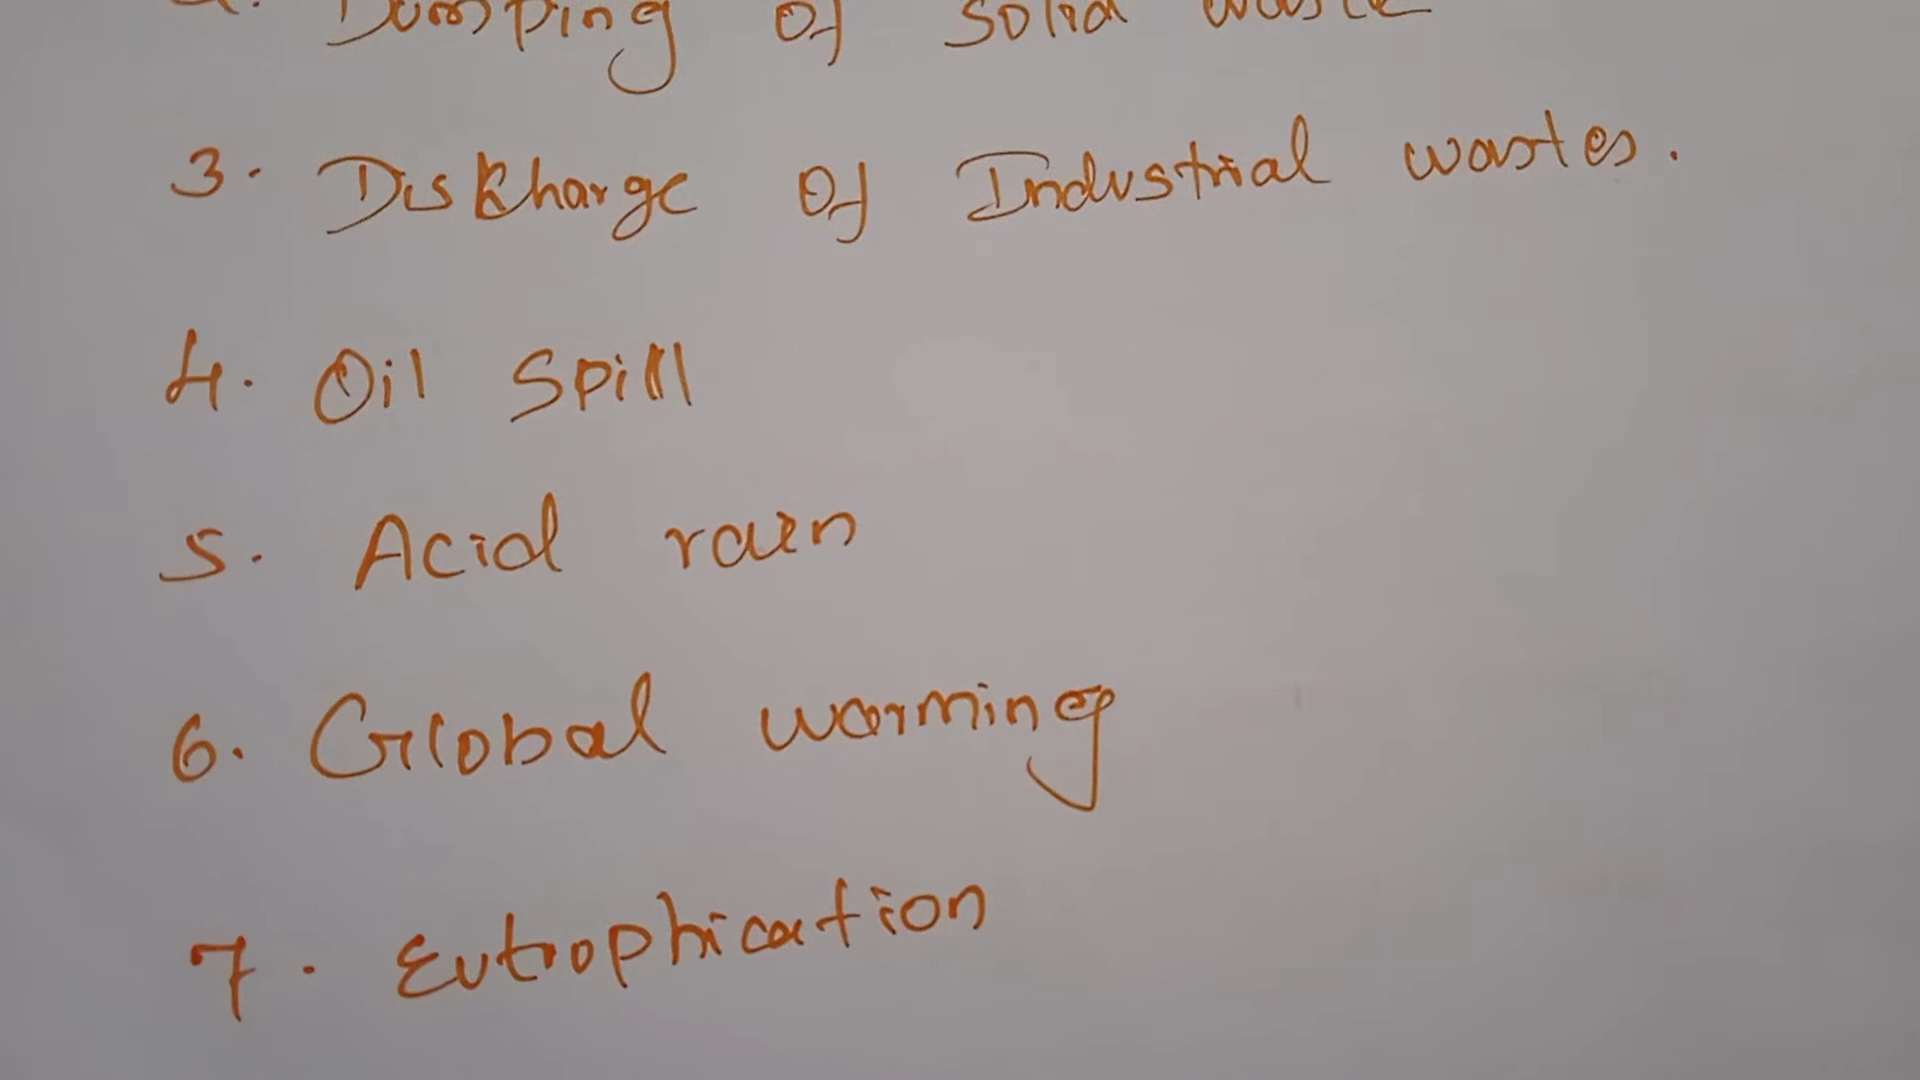 Dumping of solid waste
3. Discharge of Industrial wastes.
4. Oil spill
5. Acid rain
6. Global warming
7. Eutrophication